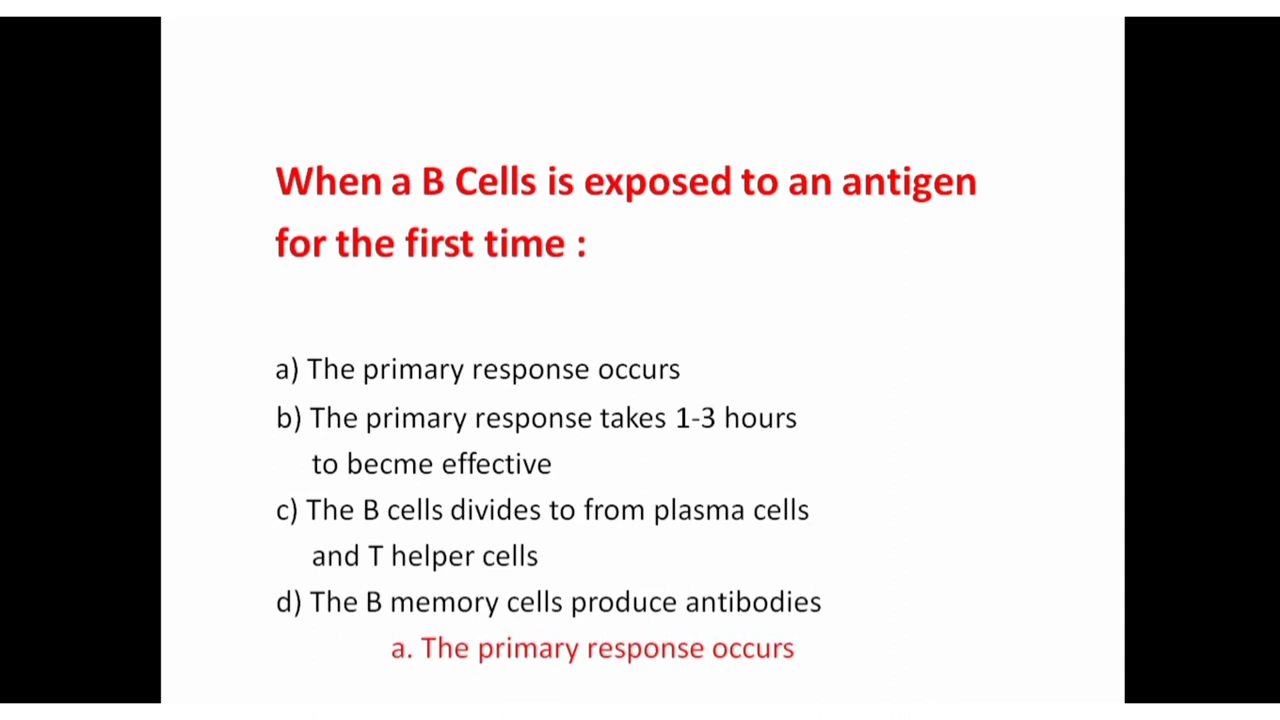 When a B Cells is exposed to an antigen
for the first time :
a) The primary response occurs
b) The primary response takes 1-3 hours
to becme effective
c) The B cells divides to from plasma cells
and T helper cells
d) The B memory cells produce antibodies
a. The primary response occurs